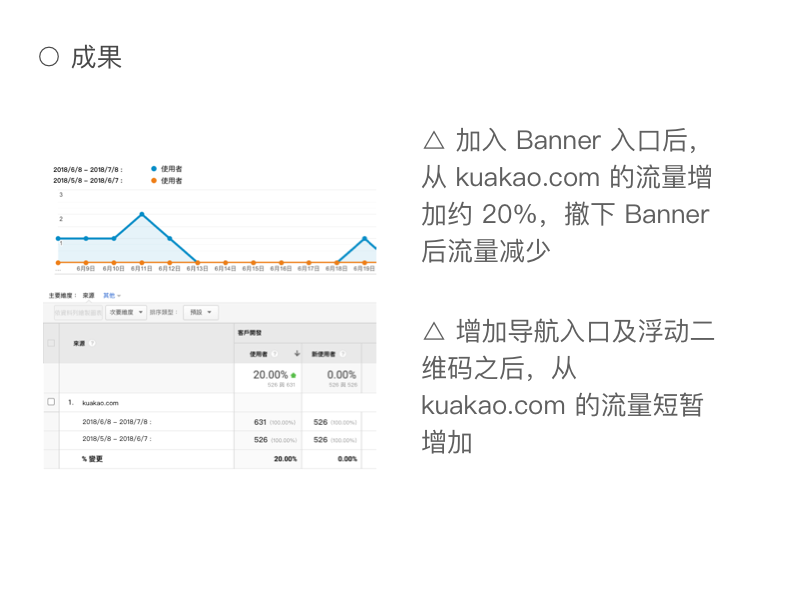 ○ 成果
2018/6/8 – 2018/7/8： ● 使用者
2018/5/8 – 2018/6/7： ● 使用者
3
2
1
... 6月9日 6月10日 6月11日 6月12日 6月13日 6月14日 6月15日 6月16日 6月17日 6月18日 6月19日
主要維度： 來源 其他
次要維度 排序類型： 預設
客戶開發
來源 ?
使用者 ? 新使用者 ?
20.00% 0.00%
526 與 631 526 與 526
1. kuakao.com
2018/6/8 – 2018/7/8： 631 (100.00%) 526 (100.00%)
2018/5/8 – 2018/6/7： 526 (100.00%) 526 (100.00%)
% 變更 20.00% 0.00%
△ 加入 Banner 入口后，
从 kuakao.com 的流量增
加约 20%，撤下 Banner
后流量减少
△ 增加导航入口及浮动二
维码之后，从
kuakao.com 的流量短暂
增加